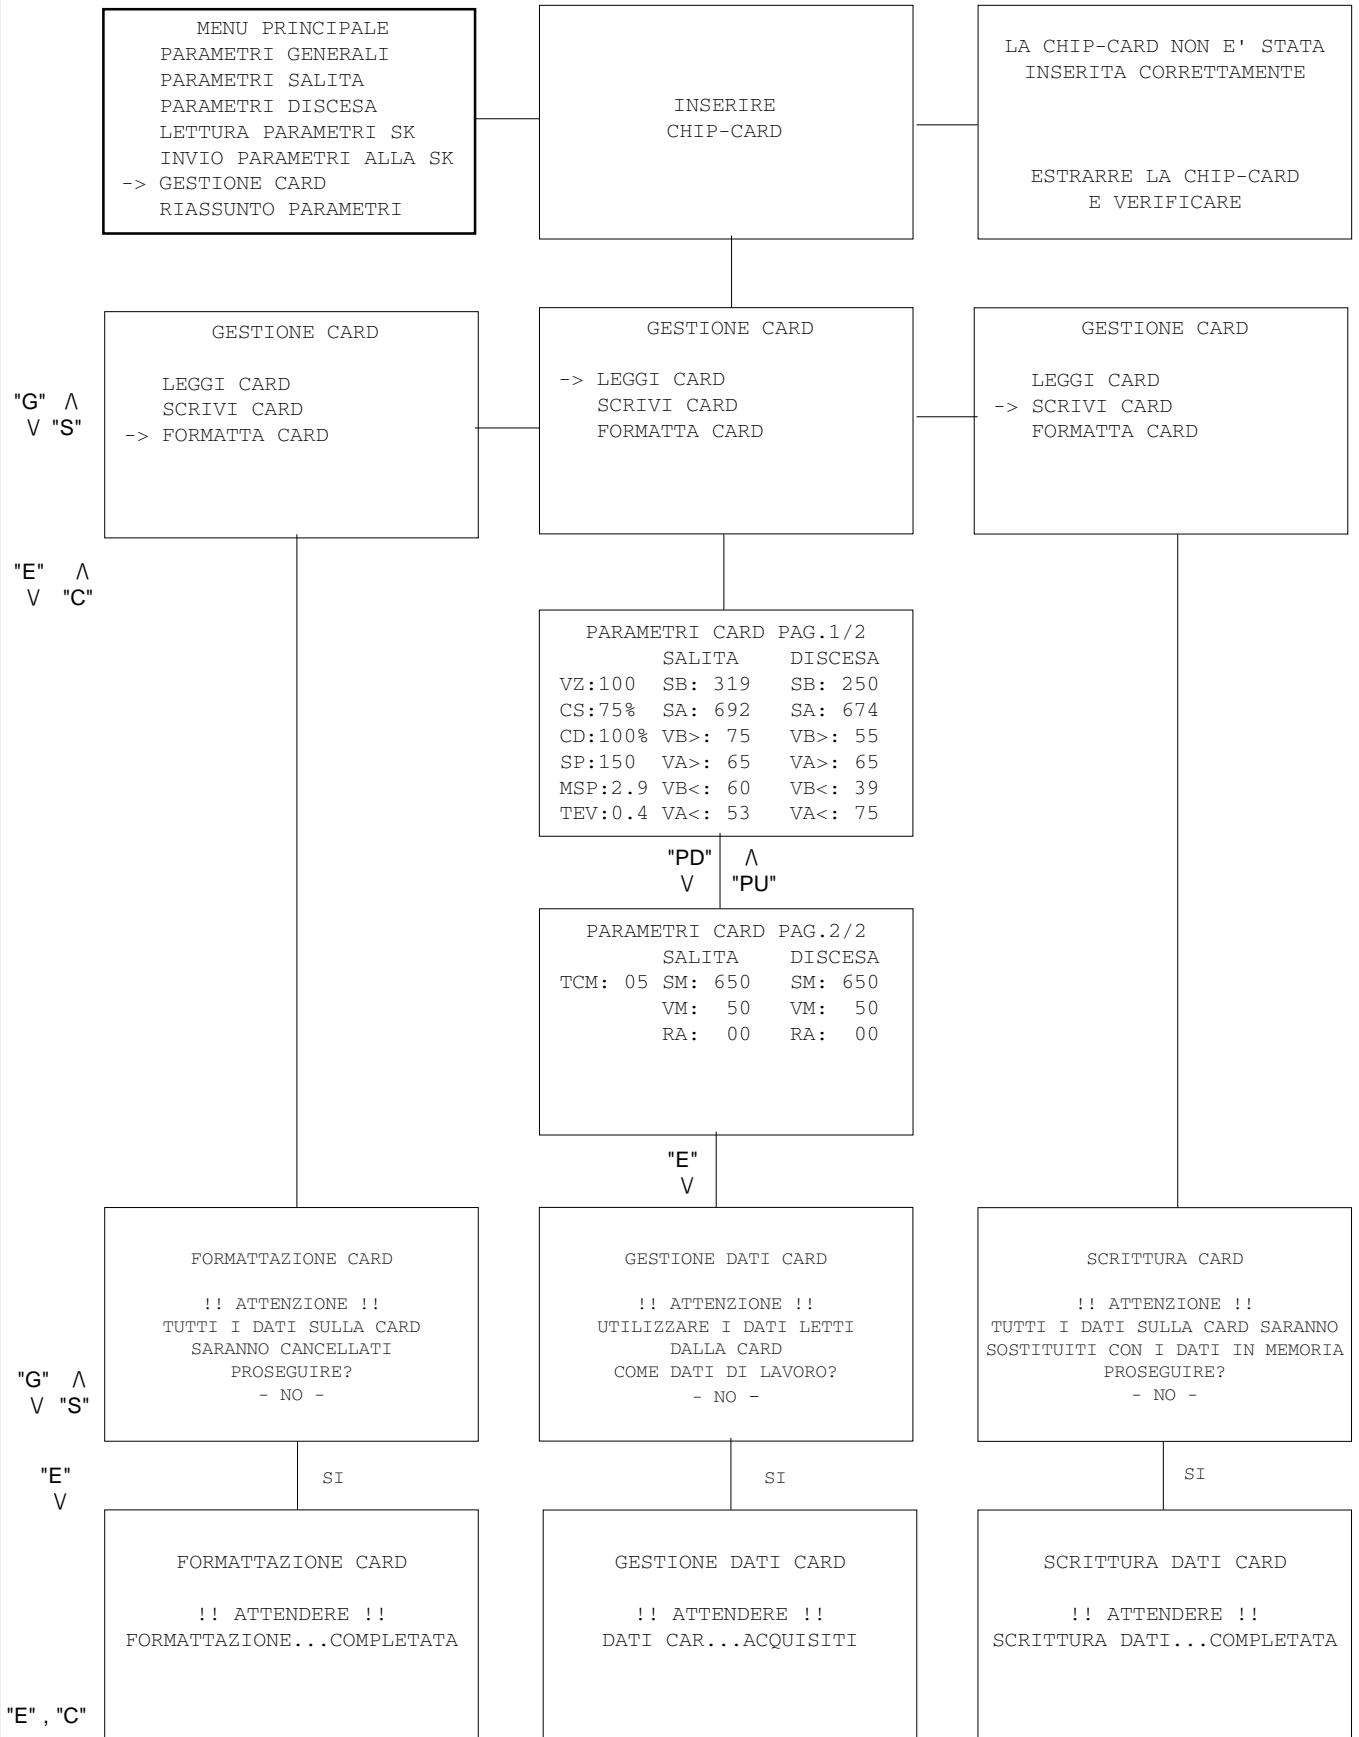 MENU PRINCIPALE
PARAMETRI GENERALI
PARAMETRI SALITA
PARAMETRI DISCESA
LETTURA PARAMETRI SK
INVIO PARAMETRI ALLA SK
-> GESTIONE CARD
RIASSUNTO PARAMETRI
INSERIRE
CHIP-CARD
LA CHIP-CARD NON E' STATA
INSERITA CORRETTAMENTE
ESTRARRE LA CHIP-CARD
E VERIFICARE
"G" /\
\/ "S"
GESTIONE CARD
LEGGI CARD
SCRIVI CARD
-> FORMATTA CARD
GESTIONE CARD
-> LEGGI CARD
SCRIVI CARD
FORMATTA CARD
GESTIONE CARD
LEGGI CARD
-> SCRIVI CARD
FORMATTA CARD
"E" /\
\/ "C"
PARAMETRI CARD PAG.1/2
SALITA DISCESA
VZ:100 SB: 319 SB: 250
CS:75% SA: 692 SA: 674
CD:100% VB>: 75 VB>: 55
SP:150 VA>: 65 VA>: 65
MSP:2.9 VB<: 60 VB<: 39
TEV:0.4 VA<: 53 VA<: 75
"PD" /\
\/ "PU"
PARAMETRI CARD PAG.2/2
SALITA DISCESA
TCM: 05 SM: 650 SM: 650
VM: 50 VM: 50
RA: 00 RA: 00
"E"
\/
FORMATTAZIONE CARD
!! ATTENZIONE !!
TUTTI I DATI SULLA CARD
SARANNO CANCELLATI
PROSEGUIRE?
- NO -
GESTIONE DATI CARD
!! ATTENZIONE !!
UTILIZZARE I DATI LETTI
DALLA CARD
COME DATI DI LAVORO?
- NO -
SCRITTURA CARD
!! ATTENZIONE !!
TUTTI I DATI SULLA CARD SARANNO
SOSTITUITI CON I DATI IN MEMORIA
PROSEGUIRE?
- NO -
"G" /\
\/ "S"
"E"
\/
SI
SI
SI
FORMATTAZIONE CARD
!! ATTENDERE !!
FORMATTAZIONE...COMPLETATA
GESTIONE DATI CARD
!! ATTENDERE !!
DATI CAR...ACQUISITI
SCRITTURA DATI CARD
!! ATTENDERE !!
SCRITTURA DATI...COMPLETATA
"E" , "C"